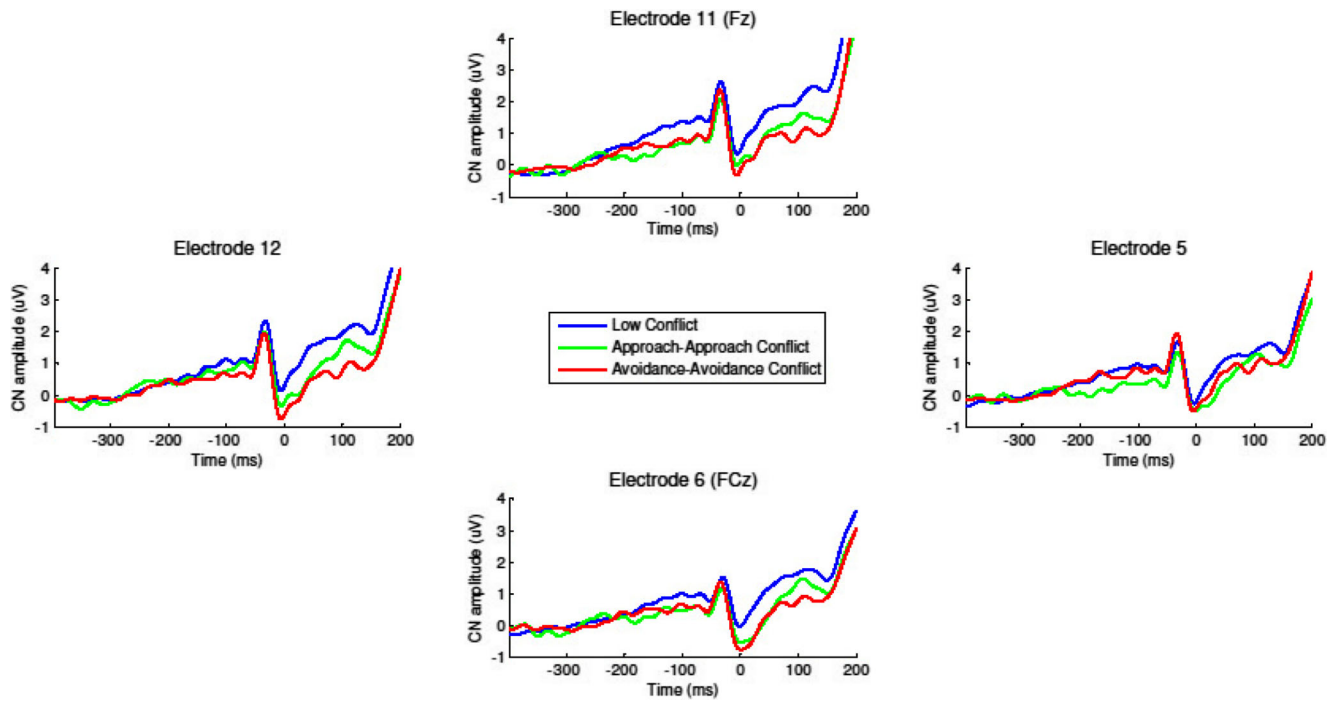 Electrode 11 (Fz)
CN amplitude (uV)
4
3
2
1
0
-1
-300 -200 -100 0 100 200
Time (ms)
Electrode 12
CN amplitude (uV)
4
3
2
1
0
-1
-300 -200 -100 0 100 200
Time (ms)
Low Conflict
Approach-Approach Conflict
Avoidance-Avoidance Conflict
Electrode 5
CN amplitude (uV)
4
3
2
1
0
-1
-300 -200 -100 0 100 200
Time (ms)
Electrode 6 (FCz)
CN amplitude (uV)
4
3
2
1
0
-1
-300 -200 -100 0 100 200
Time (ms)